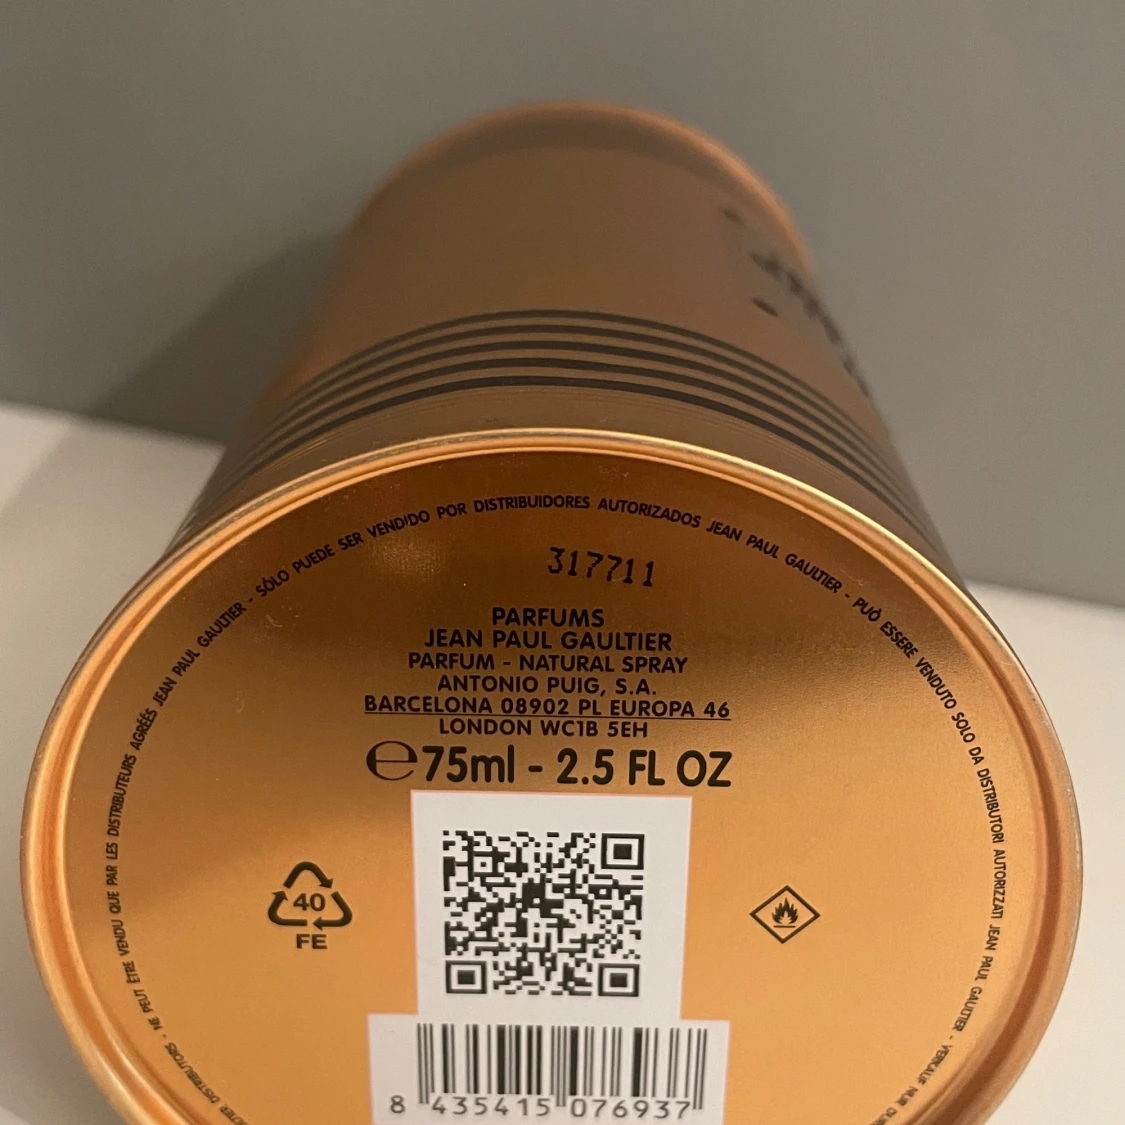 NE PEUT ÊTRE VENDU QUE PAR LES DISTRIBUTEURS AGRÉÉS JEAN PAUL GAULTIER - SÓLO PUEDE SER VENDIDO POR DISTRIBUIDORES AUTORIZADOS JEAN PAUL GAULTIER - PUÒ ESSERE VENDUTO SOLO DA DISTRIBUTORI AUTORIZZATI JEAN PAUL GAULTIER - VERKAUF NUR
317711
PARFUMS
JEAN PAUL GAULTIER
PARFUM - NATURAL SPRAY
ANTONIO PUIG, S.A.
BARCELONA 08902 PL EUROPA 46
LONDON WC1B 5EH
℮75ml - 2.5 FL OZ
40
FE
8 435415 076937